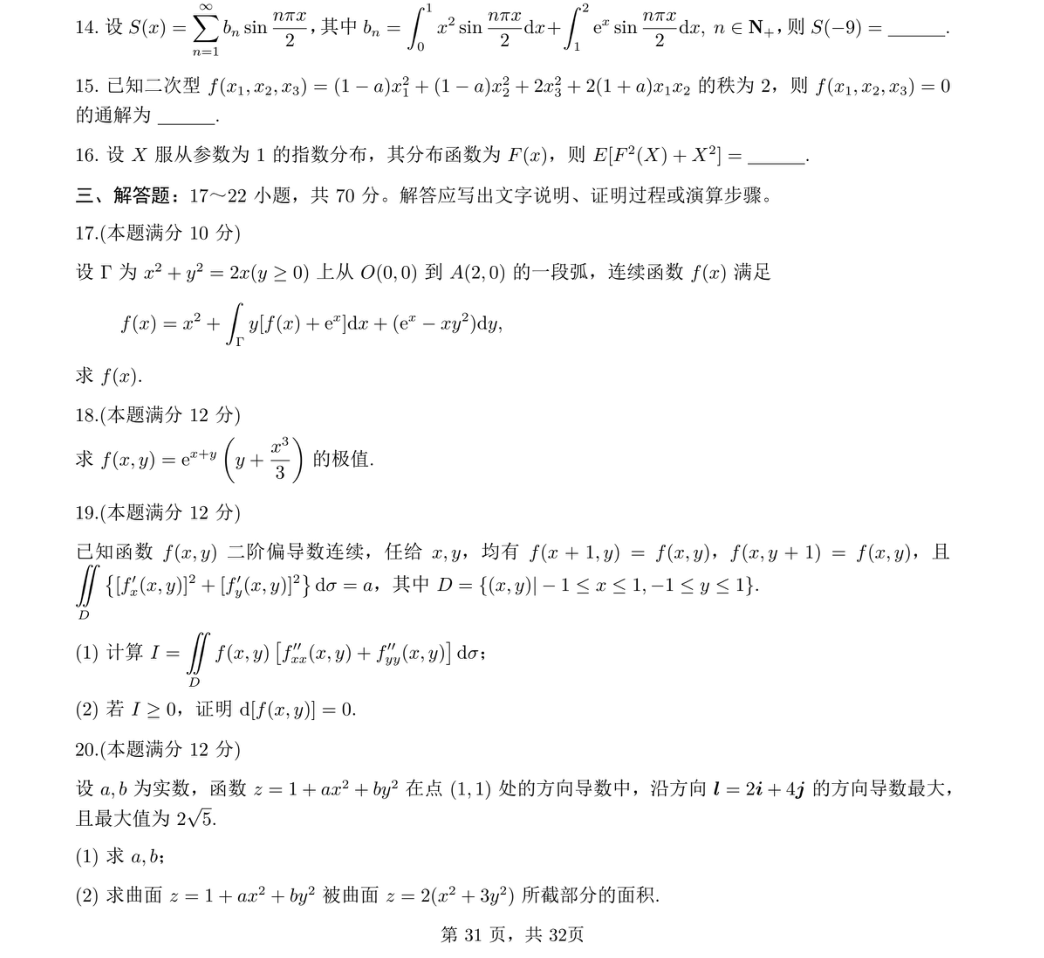 14. 设 S(x) = ∑_{n=1}^{∞} b_n sin(nπx/2)，其中 b_n = ∫_0^1 x² sin(nπx/2)dx + ∫_1^2 e^x sin(nπx/2)dx, n ∈ N₊，则 S(−9) = ______.
15. 已知二次型 f(x₁, x₂, x₃) = (1 − a)x₁² + (1 − a)x₂² + 2x₃² + 2(1 + a)x₁x₂ 的秩为 2，则 f(x₁, x₂, x₃) = 0
的通解为 ______.
16. 设 X 服从参数为 1 的指数分布，其分布函数为 F(x)，则 E[F²(X) + X²] = ______.
三、解答题：17～22 小题，共 70 分。解答应写出文字说明、证明过程或演算步骤。
17.(本题满分 10 分)
设 Γ 为 x² + y² = 2x(y ≥ 0) 上从 O(0, 0) 到 A(2, 0) 的一段弧，连续函数 f(x) 满足
f(x) = x² + ∫_Γ y[f(x) + e^x]dx + (e^x − xy²)dy,
求 f(x).
18.(本题满分 12 分)
求 f(x, y) = e^{x+y} (y + x³/3) 的极值.
19.(本题满分 12 分)
已知函数 f(x, y) 二阶偏导数连续，任给 x, y，均有 f(x + 1, y) = f(x, y)，f(x, y + 1) = f(x, y)，且
∬_D {[f′_x(x, y)]² + [f′_y(x, y)]²} dσ = a，其中 D = {(x, y)| − 1 ≤ x ≤ 1, −1 ≤ y ≤ 1}.
(1) 计算 I = ∬_D f(x, y) [f″_{xx}(x, y) + f″_{yy}(x, y)] dσ;
(2) 若 I ≥ 0，证明 d[f(x, y)] = 0.
20.(本题满分 12 分)
设 a, b 为实数，函数 z = 1 + ax² + by² 在点 (1, 1) 处的方向导数中，沿方向 l = 2i + 4j 的方向导数最大，
且最大值为 2√5.
(1) 求 a, b;
(2) 求曲面 z = 1 + ax² + by² 被曲面 z = 2(x² + 3y²) 所截部分的面积.
第 31 页，共 32页